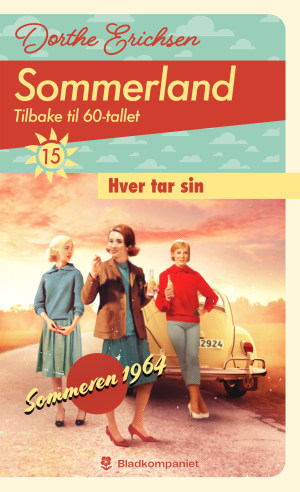 Dorthe Erichsen
Sommerland
Tilbake til 60-tallet
15
Hver tar sin
2924
Sommeren 1964
Bladkompaniet